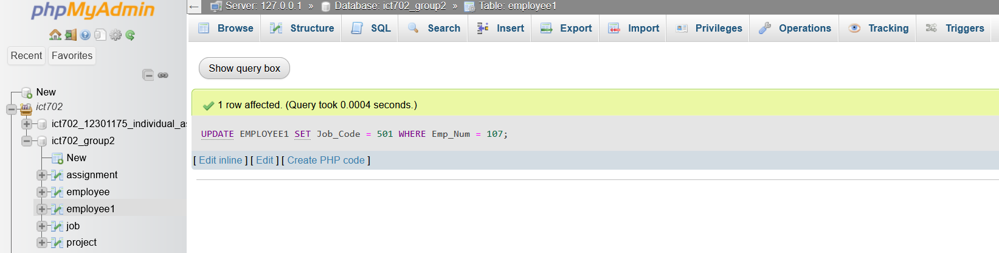 phpMyAdmin
Recent Favorites
New
ict702
ict702_12301175_individual_a
ict702_group2
New
assignment
employee
employee1
job
project
Server: 127.0.0.1 » Database: ict702_group2 » Table: employee1
Browse Structure SQL Search Insert Export Import Privileges Operations Tracking Triggers
Show query box
1 row affected. (Query took 0.0004 seconds.)
UPDATE EMPLOYEE1 SET Job_Code = 501 WHERE Emp_Num = 107;
[ Edit inline ] [ Edit ] [ Create PHP code ]